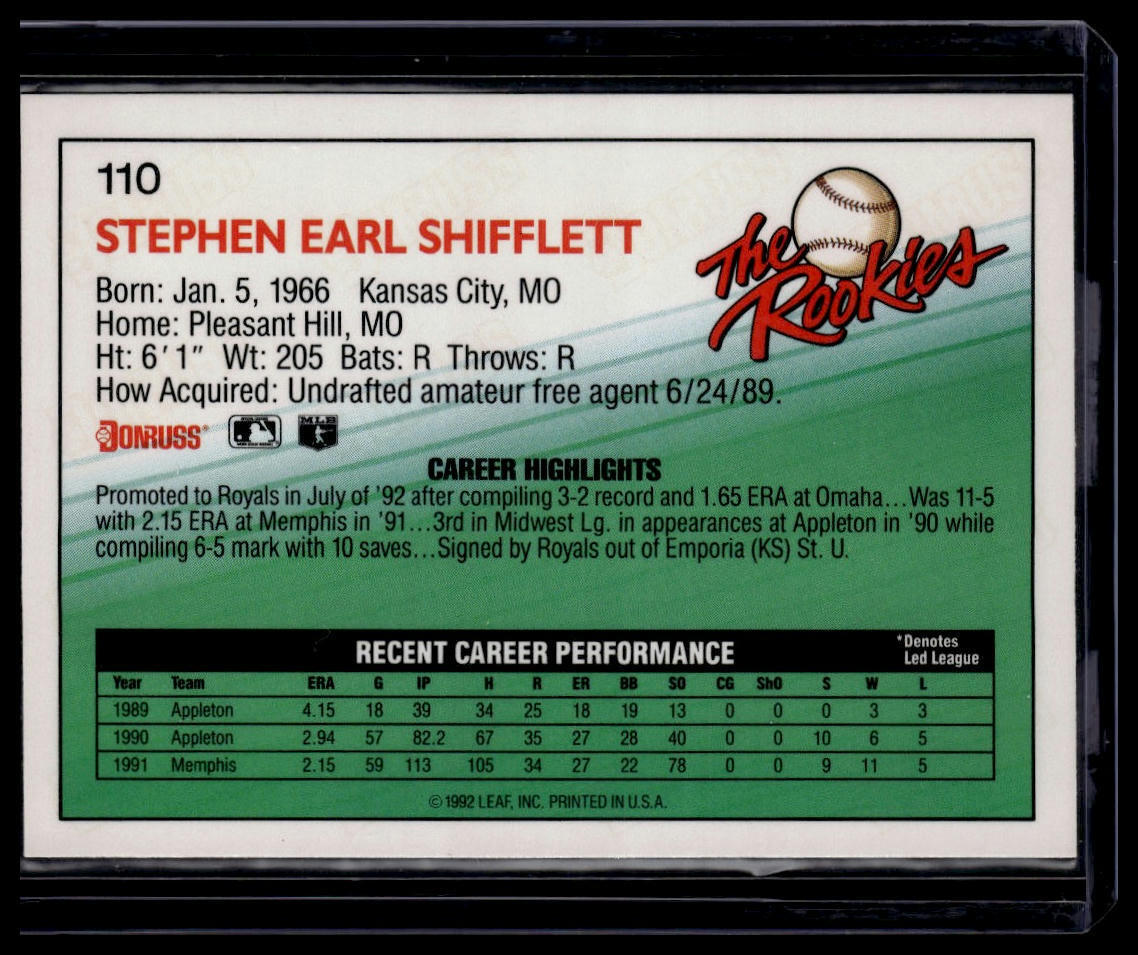 110
STEPHEN EARL SHIFFLETT
The Rookies
Born: Jan. 5, 1966 Kansas City, MO
Home: Pleasant Hill, MO
Ht: 6'1" Wt: 205 Bats: R Throws: R
How Acquired: Undrafted amateur free agent 6/24/89.
DONRUSS MLB
CAREER HIGHLIGHTS
Promoted to Royals in July of '92 after compiling 3-2 record and 1.65 ERA at Omaha...Was 11-5
with 2.15 ERA at Memphis in '91...3rd in Midwest Lg. in appearances at Appleton in '90 while
compiling 6-5 mark with 10 saves...Signed by Royals out of Emporia (KS) St. U.
RECENT CAREER PERFORMANCE
*Denotes
Led League
Year Team ERA G IP H R ER BB SO CG ShO S W L
1989 Appleton 4.15 18 39 34 25 18 19 13 0 0 0 3 3
1990 Appleton 2.94 57 82.2 67 35 27 28 40 0 0 10 6 5
1991 Memphis 2.15 59 113 105 34 27 22 78 0 0 9 11 5
©1992 LEAF, INC. PRINTED IN U.S.A.